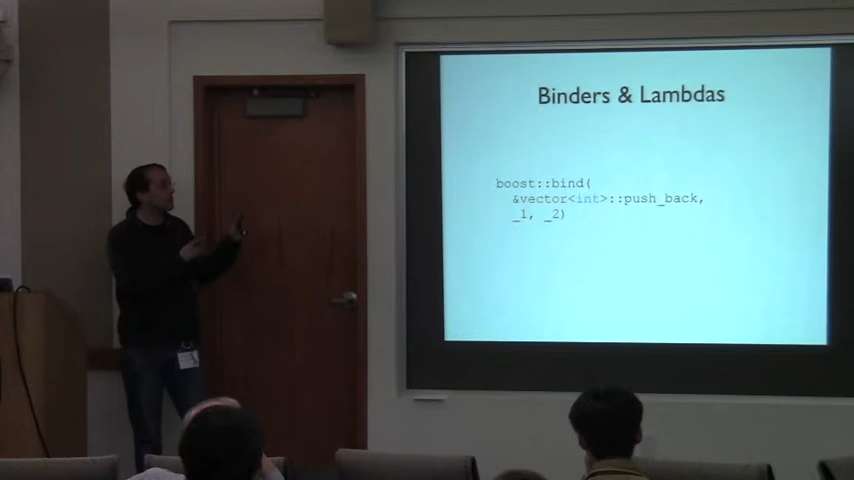 Binders & Lambdas
boost::bind(
&vector<int>::push_back,
_1, _2)